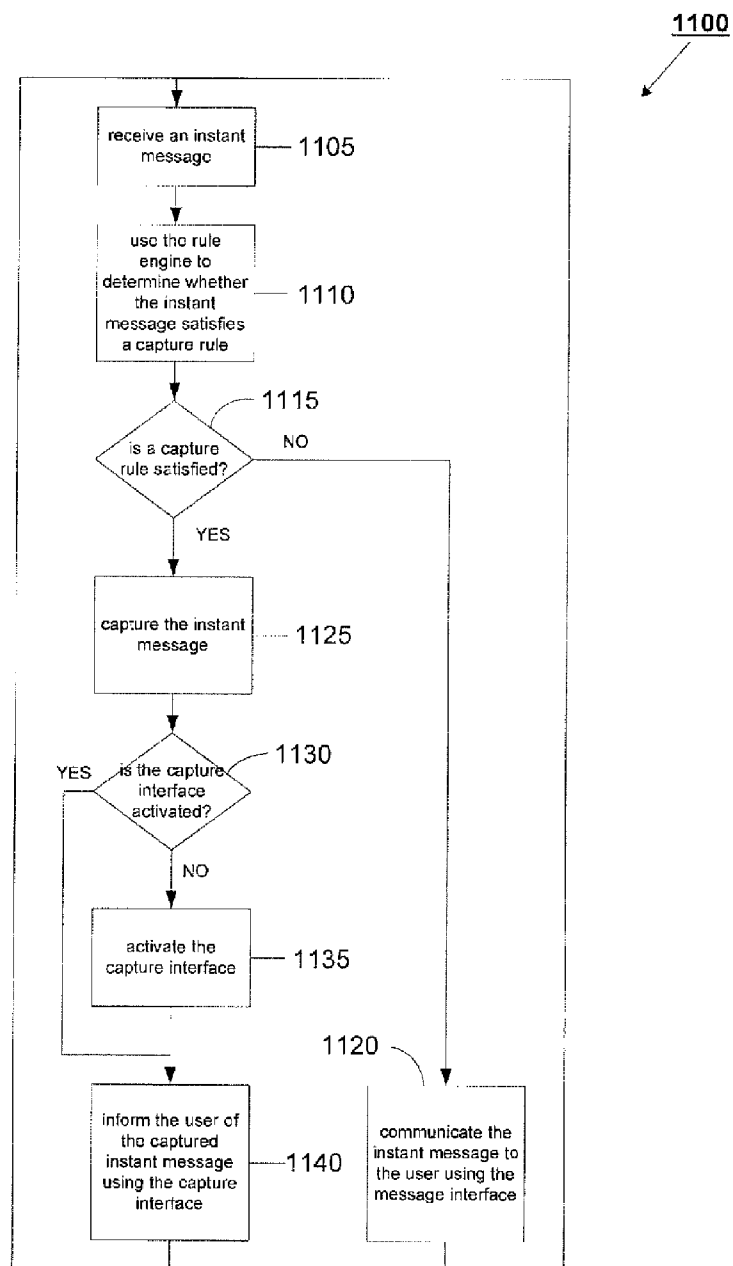 1100
receive an instant
message
1105
use the rule
engine to
determine whether
the instant
message satisfies
a capture rule
1110
1115
is a capture
rule satisfied?
NO
YES
capture the instant
message
1125
1130
YES
is the capture
interface
activated?
NO
activate the
capture interface
1135
1120
inform the user of
the captured
instant message
using the capture
interface
1140
communicate the
instant message to
the user using the
message interface